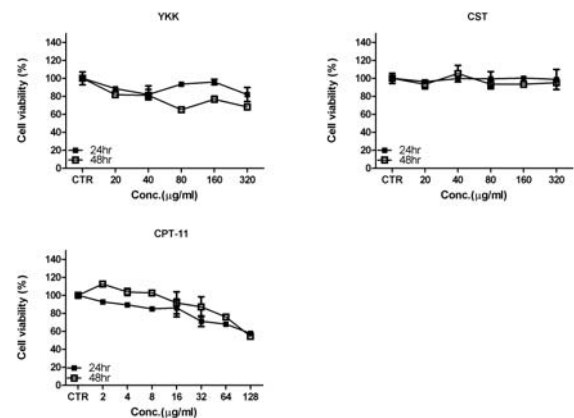 YKK
140
120
100
80
60
40
20
0
Cell viability (%)
24hr
48hr
CTR 20 40 80 160 320
Conc.(µg/ml)
CST
140
120
100
80
60
40
20
0
Cell viability (%)
24hr
48hr
CTR 20 40 80 160 320
Conc.(µg/ml)
CPT-11
140
120
100
80
60
40
20
0
Cell viability (%)
24hr
48hr
CTR 2 4 8 16 32 64 128
Conc.(µg/ml)